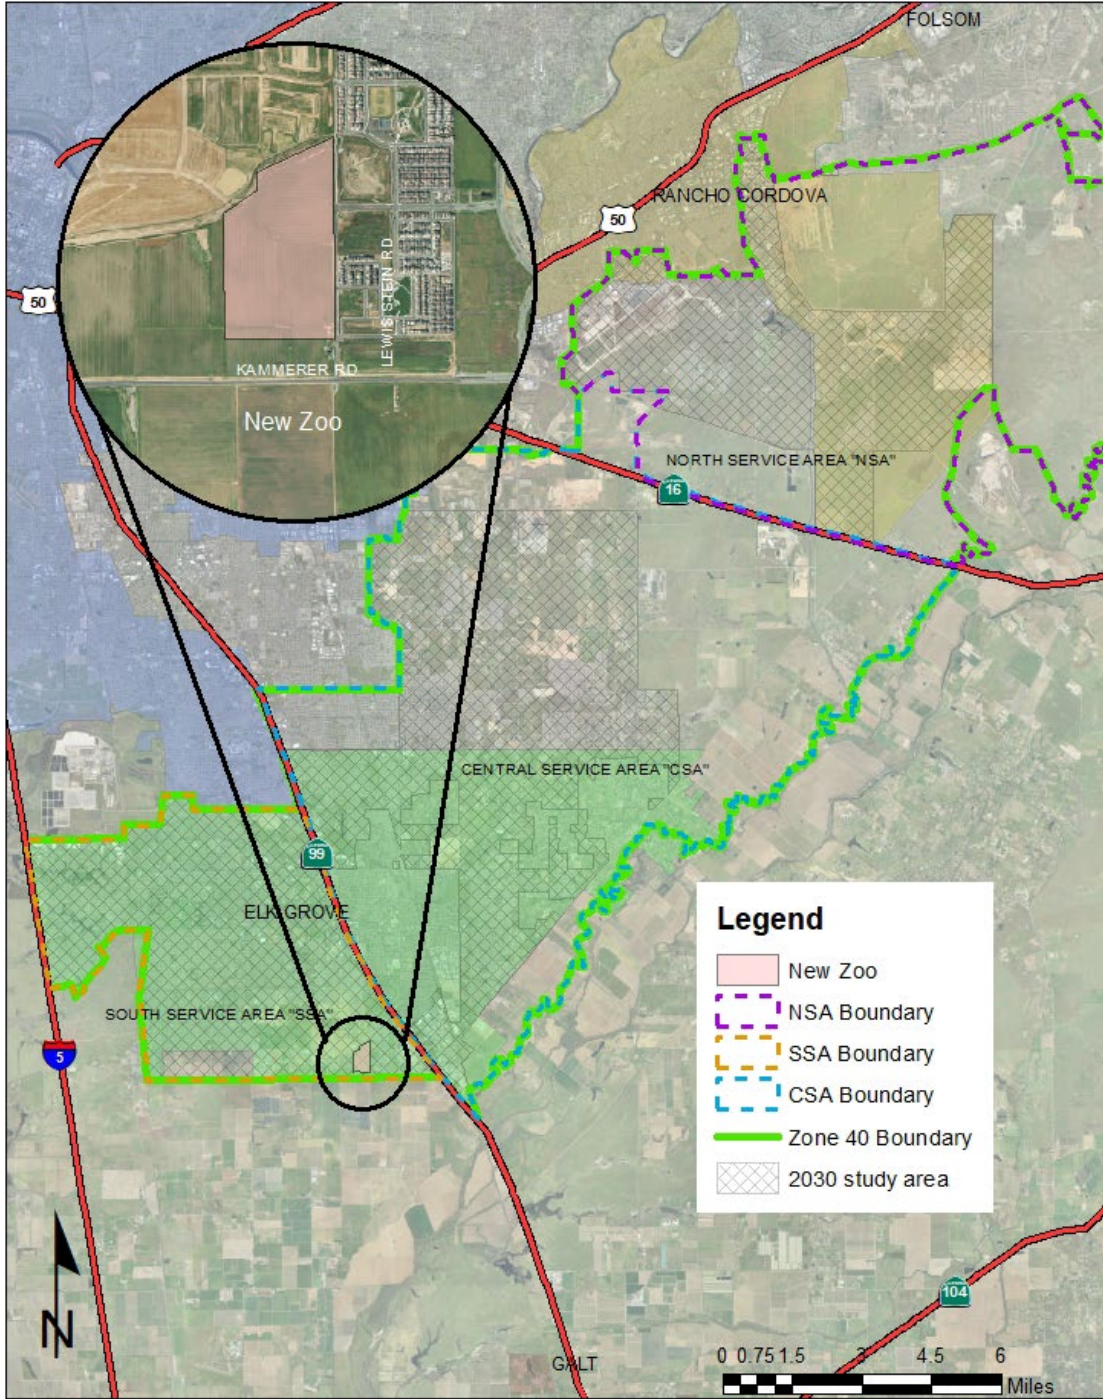 FOLSOM
RANCHO CORDOVA
50
50
LEWIS STEIN RD
KAMMERER RD
New Zoo
NORTH SERVICE AREA "NSA"
16
CENTRAL SERVICE AREA "CSA"
99
ELK GROVE
SOUTH SERVICE AREA "SSA"
5
Legend
New Zoo
NSA Boundary
SSA Boundary
CSA Boundary
Zone 40 Boundary
2030 study area
N
104
GALT
0 0.75 1.5 3 4.5 6
Miles